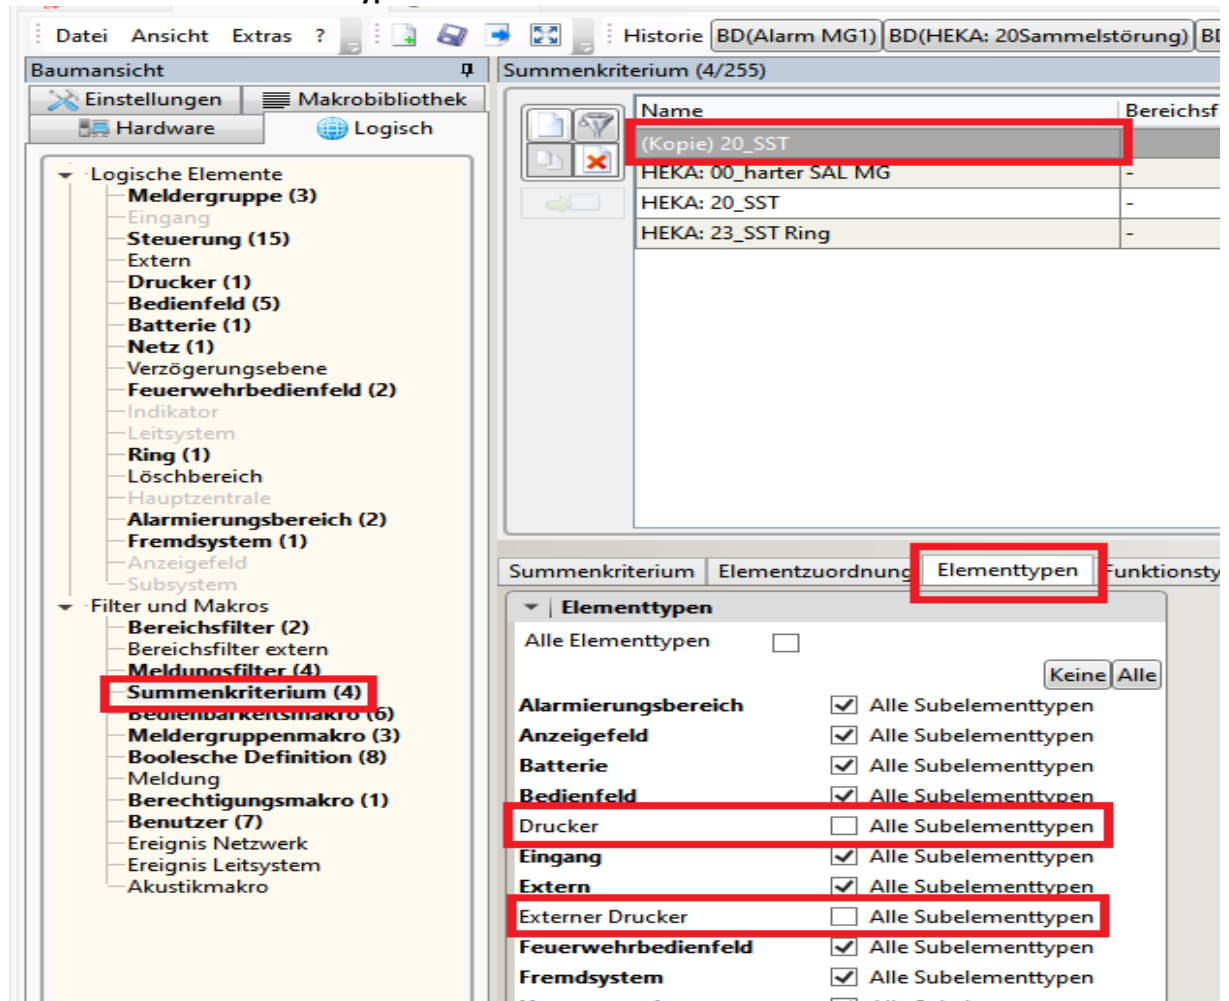 Datei Ansicht Extras ? Historie BD(Alarm MG1) BD(HEKA: 20Sammelstörung)
Baumansicht
Einstellungen Makrobibliothek
Hardware Logisch
Logische Elemente
Meldergruppe (3)
Eingang
Steuerung (15)
Extern
Drucker (1)
Bedienfeld (5)
Batterie (1)
Netz (1)
Verzögerungsebene
Feuerwehrbedienfeld (2)
Indikator
Leitsystem
Ring (1)
Löschbereich
Hauptzentrale
Alarmierungsbereich (2)
Fremdsystem (1)
Anzeigefeld
Subsystem
Filter und Makros
Bereichsfilter (2)
Bereichsfilter extern
Meldungsfilter (4)
Summenkriterium (4)
Bedienbarkeitsmakro (6)
Meldergruppenmakro (3)
Boolesche Definition (8)
Meldung
Berechtigungsmakro (1)
Benutzer (7)
Ereignis Netzwerk
Ereignis Leitsystem
Akustikmakro
Summenkriterium (4/255)
Name Bereichsf
(Kopie) 20_SST
HEKA: 00_harter SAL MG -
HEKA: 20_SST -
HEKA: 23_SST Ring -
Summenkriterium Elementzuordnung Elementtypen Funktionsty
Elementtypen
Alle Elementtypen
Keine Alle
Alarmierungsbereich Alle Subelementtypen
Anzeigefeld Alle Subelementtypen
Batterie Alle Subelementtypen
Bedienfeld Alle Subelementtypen
Drucker Alle Subelementtypen
Eingang Alle Subelementtypen
Extern Alle Subelementtypen
Externer Drucker Alle Subelementtypen
Feuerwehrbedienfeld Alle Subelementtypen
Fremdsystem Alle Subelementtypen